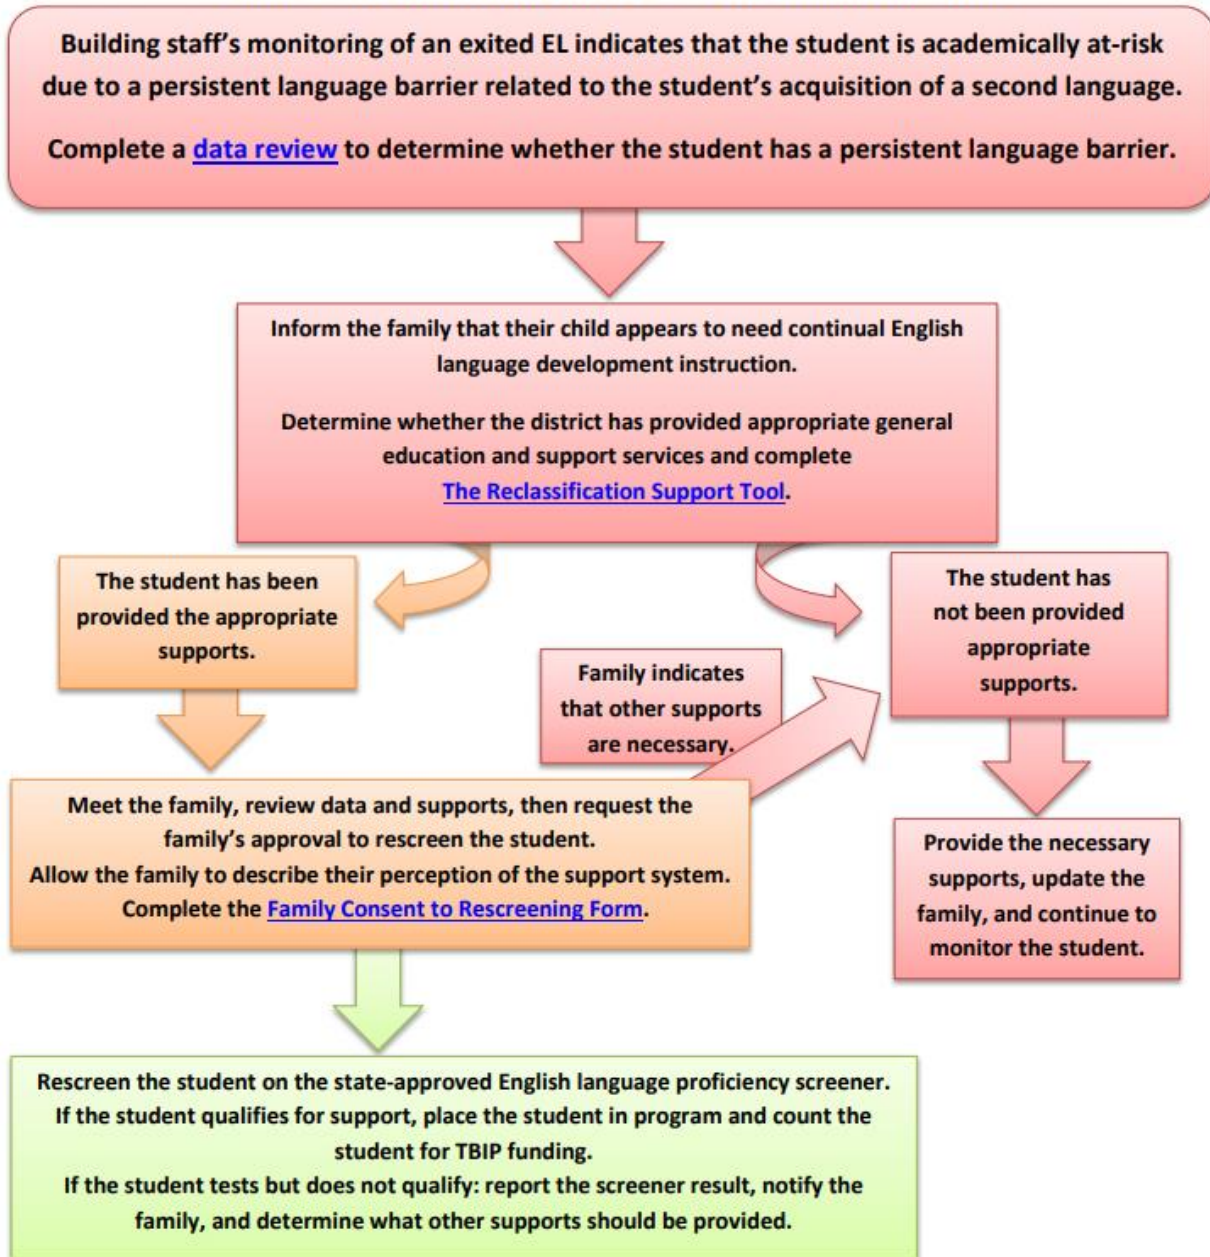 Building staff's monitoring of an exited EL indicates that the student is academically at-risk
due to a persistent language barrier related to the student's acquisition of a second language.
Complete a data review to determine whether the student has a persistent language barrier.
Inform the family that their child appears to need continual English
language development instruction.
Determine whether the district has provided appropriate general
education and support services and complete
The Reclassification Support Tool.
The student has been
provided the appropriate
supports.
The student has
not been provided
appropriate
supports.
Family indicates
that other supports
are necessary.
Meet the family, review data and supports, then request the
family's approval to rescreen the student.
Allow the family to describe their perception of the support system.
Complete the Family Consent to Rescreening Form.
Provide the necessary
supports, update the
family, and continue to
monitor the student.
Rescreen the student on the state-approved English language proficiency screener.
If the student qualifies for support, place the student in program and count the
student for TBIP funding.
If the student tests but does not qualify: report the screener result, notify the
family, and determine what other supports should be provided.